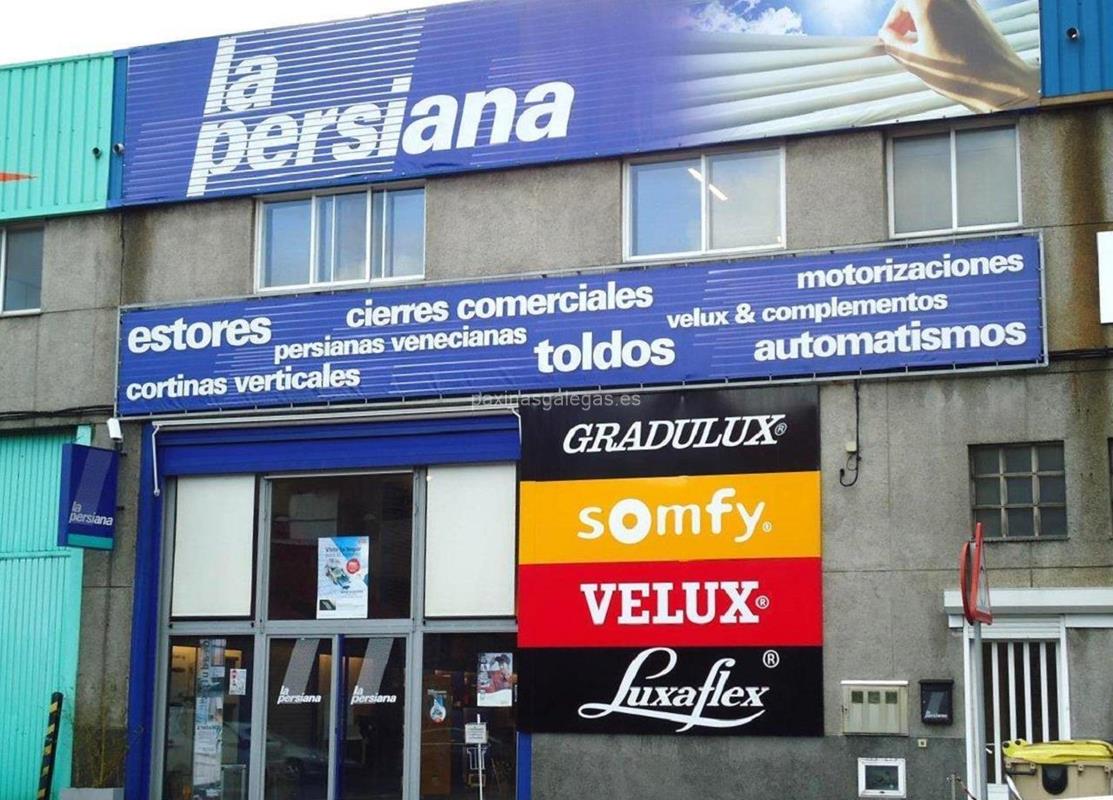 la
persiana
estores
cierres comerciales
motorizaciones
persianas venecianas
velux & complementos
cortinas verticales
toldos
automatismos
paxinasgalegas.es
GRADULUX®
somfy®
VELUX®
Luxaflex®
la
persiana
la
persiana
la
persiana